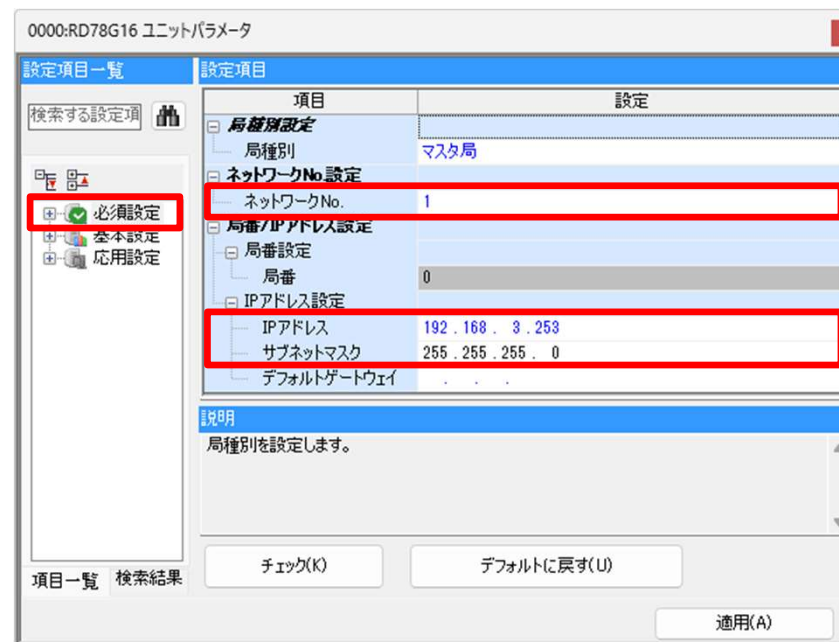 0000:RD78G16 ユニットパラメータ
設定項目一覧
設定項目
検索する設定項
必須設定
基本設定
応用設定
項目 設定
局種別設定
局種別 マスタ局
ネットワークNo.設定
ネットワークNo. 1
局番/IPアドレス設定
局番設定
局番 0
IPアドレス設定
IPアドレス 192 . 168 . 3 . 253
サブネットマスク 255 . 255 . 255 . 0
デフォルトゲートウェイ . . .
説明
局種別を設定します。
項目一覧 検索結果
チェック(K) デフォルトに戻す(U)
適用(A)